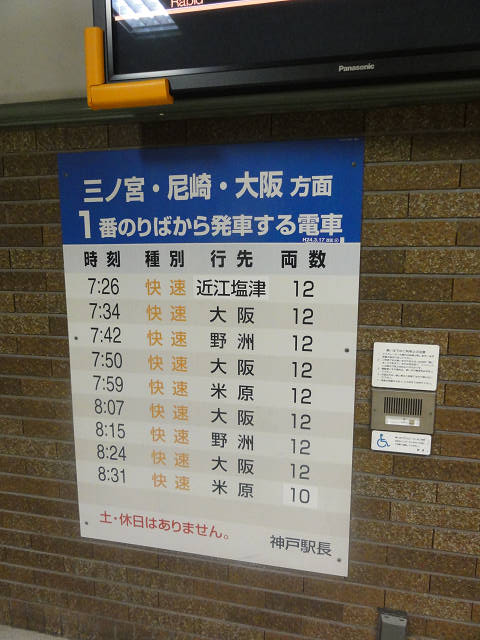 Rapid
Panasonic
三ノ宮・尼崎・大阪 方面
1番のりばから発車する電車
H24.3.17
時刻 種別 行先 両数
7:26 快速 近江塩津 12
7:34 快速 大阪 12
7:42 快速 野洲 12
7:50 快速 大阪 12
7:59 快速 米原 12
8:07 快速 大阪 12
8:15 快速 野洲 12
8:24 快速 大阪 12
8:31 快速 米原 10
土・休日はありません。
神戸駅長